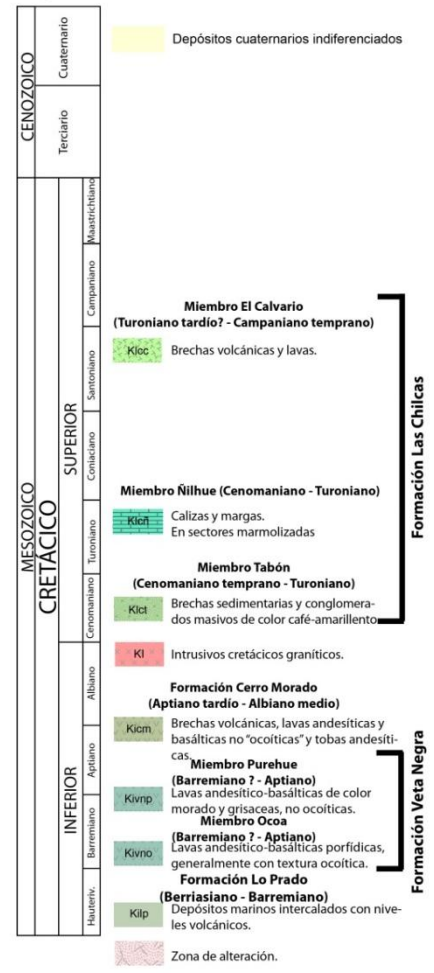 CENOZOICO
Cuaternario
Terciario
MESOZOICO
CRETÁCICO
SUPERIOR
INFERIOR
Maastrichtiano
Campaniano
Santoniano
Coniaciano
Turoniano
Cenomaniano
Albiano
Aptiano
Barremiano
Hauteriv.
Depósitos cuaternarios indiferenciados
Miembro El Calvario
(Turoniano tardío? - Campaniano temprano)
Klcc
Brechas volcánicas y lavas.
Miembro Ñilhue (Cenomaniano - Turoniano)
Klcñ
Calizas y margas.
En sectores marmolizadas
Miembro Tabón
(Cenomaniano temprano - Turoniano)
Klct
Brechas sedimentarias y conglomera-
dos masivos de color café-amarillento
Formación Las Chilcas
KI
Intrusivos cretácicos graníticos.
Formación Cerro Morado
(Aptiano tardío - Albiano medio)
Kicm
Brechas volcánicas, lavas andesíticas y
basálticas no "ocoíticas" y tobas andesíti-
cas.
Miembro Purehue
(Barremiano ? - Aptiano)
Kivnp
Lavas andesítico-basálticas de color
morado y grisaceas, no ocoíticas.
Miembro Ocoa
(Barremiano ? - Aptiano)
Kivno
Lavas andesítico-basálticas porfídicas,
generalmente con textura ocoítica.
Formación Veta Negra
Formación Lo Prado
(Berriasiano - Barremiano)
Kilp
Depósitos marinos intercalados con nive-
les volcánicos.
Zona de alteración.